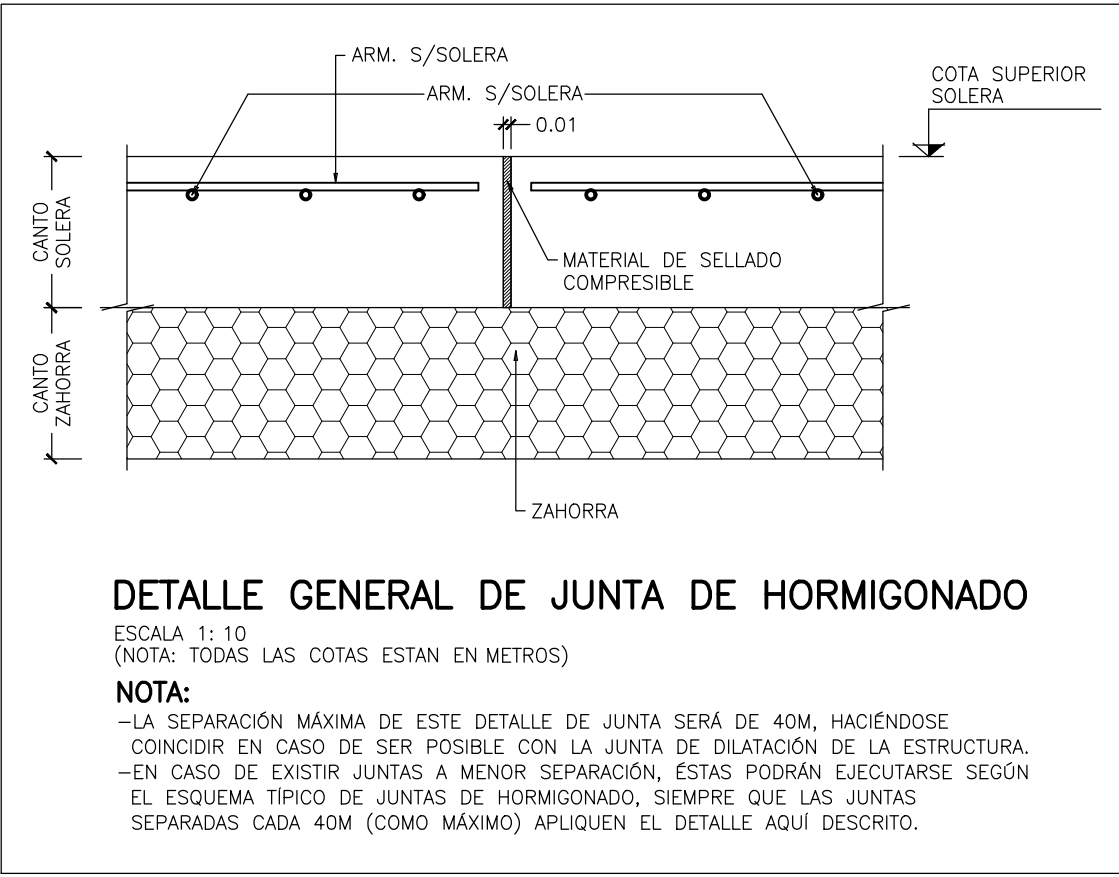 ARM. S/SOLERA
ARM. S/SOLERA
0.01
COTA SUPERIOR
SOLERA
CANTO
SOLERA
MATERIAL DE SELLADO
COMPRESIBLE
CANTO
ZAHORRA
ZAHORRA
DETALLE GENERAL DE JUNTA DE HORMIGONADO
ESCALA 1: 10
(NOTA: TODAS LAS COTAS ESTAN EN METROS)
NOTA:
-LA SEPARACIÓN MÁXIMA DE ESTE DETALLE DE JUNTA SERÁ DE 40M, HACIÉNDOSE
COINCIDIR EN CASO DE SER POSIBLE CON LA JUNTA DE DILATACIÓN DE LA ESTRUCTURA.
-EN CASO DE EXISTIR JUNTAS A MENOR SEPARACIÓN, ÉSTAS PODRÁN EJECUTARSE SEGÚN
EL ESQUEMA TÍPICO DE JUNTAS DE HORMIGONADO, SIEMPRE QUE LAS JUNTAS
SEPARADAS CADA 40M (COMO MÁXIMO) APLIQUEN EL DETALLE AQUÍ DESCRITO.